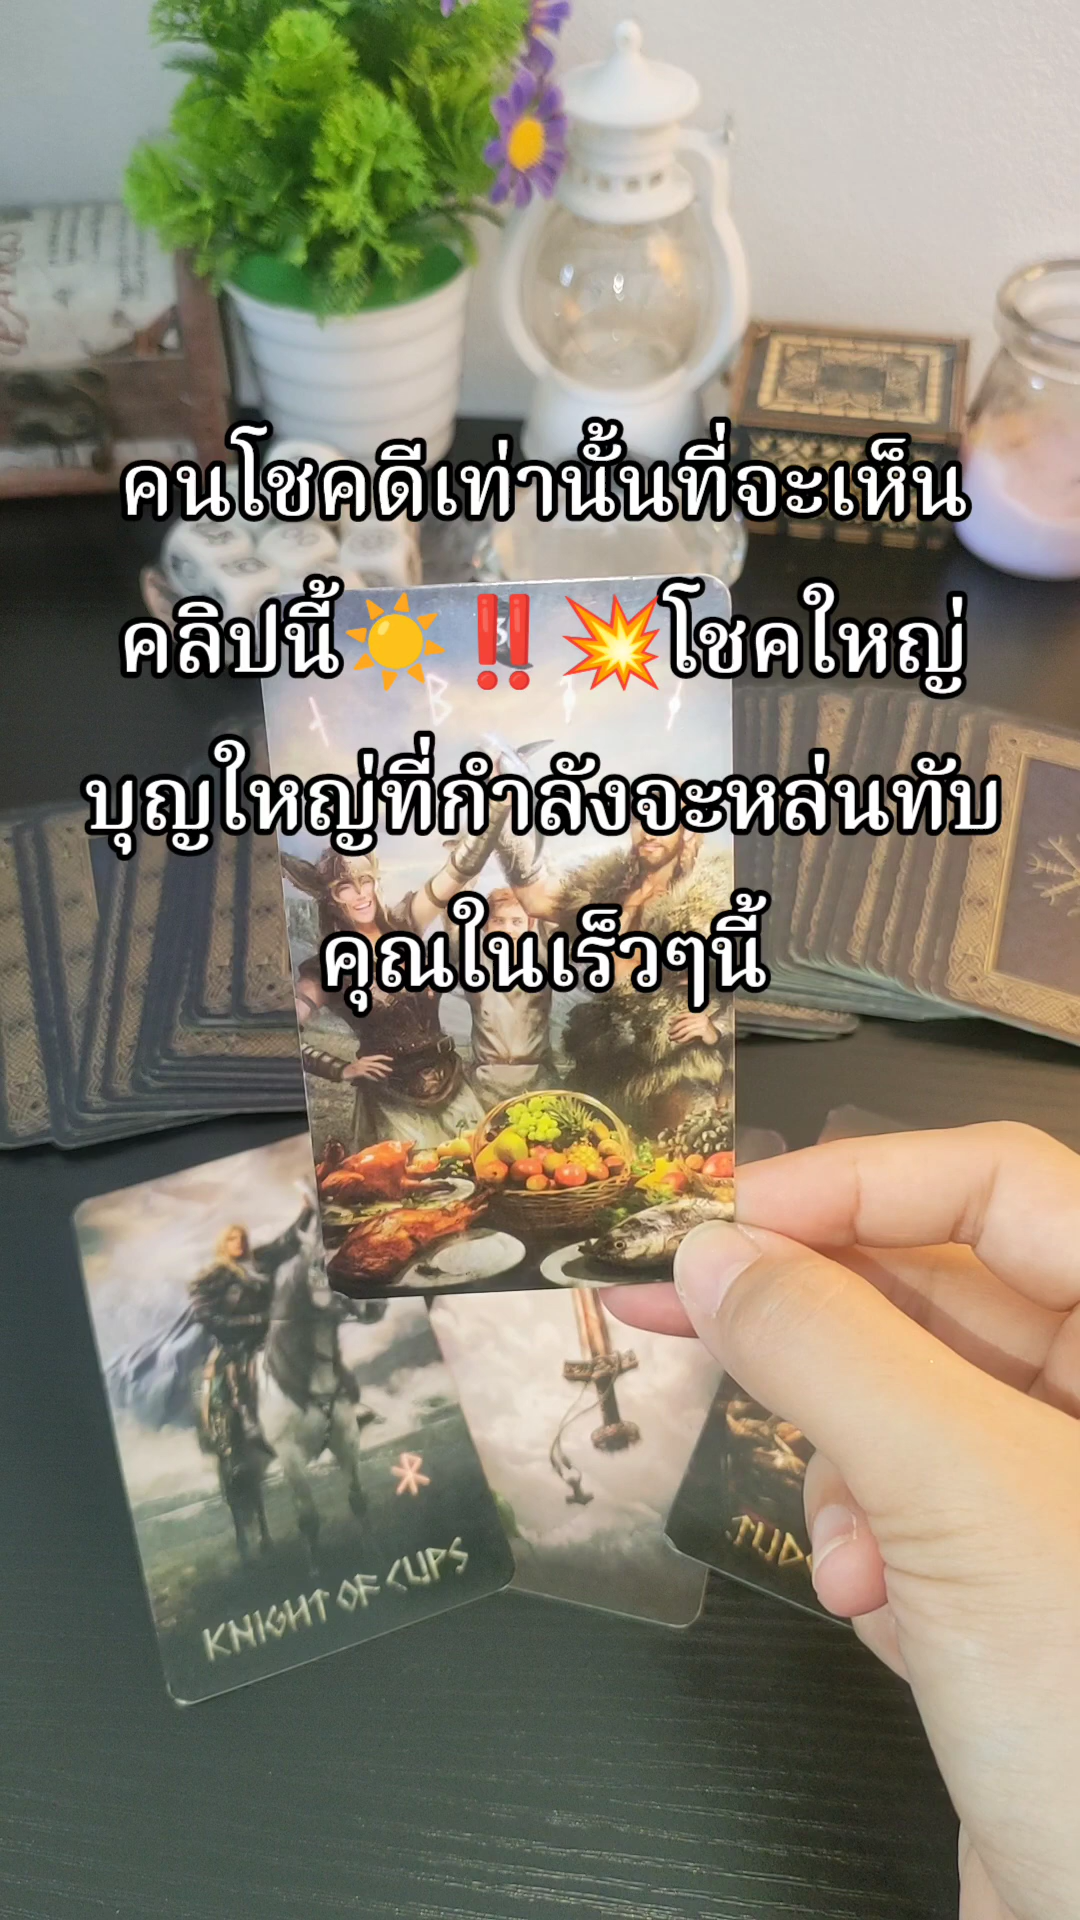 คนโชคดีเท่านั้นที่จะเห็น
คลิปนี้☀️‼️💥โชคใหญ่
บุญใหญ่ที่กำลังจะหล่นทับ
คุณในเร็วๆนี้
3
KNIGHT OF CUPS